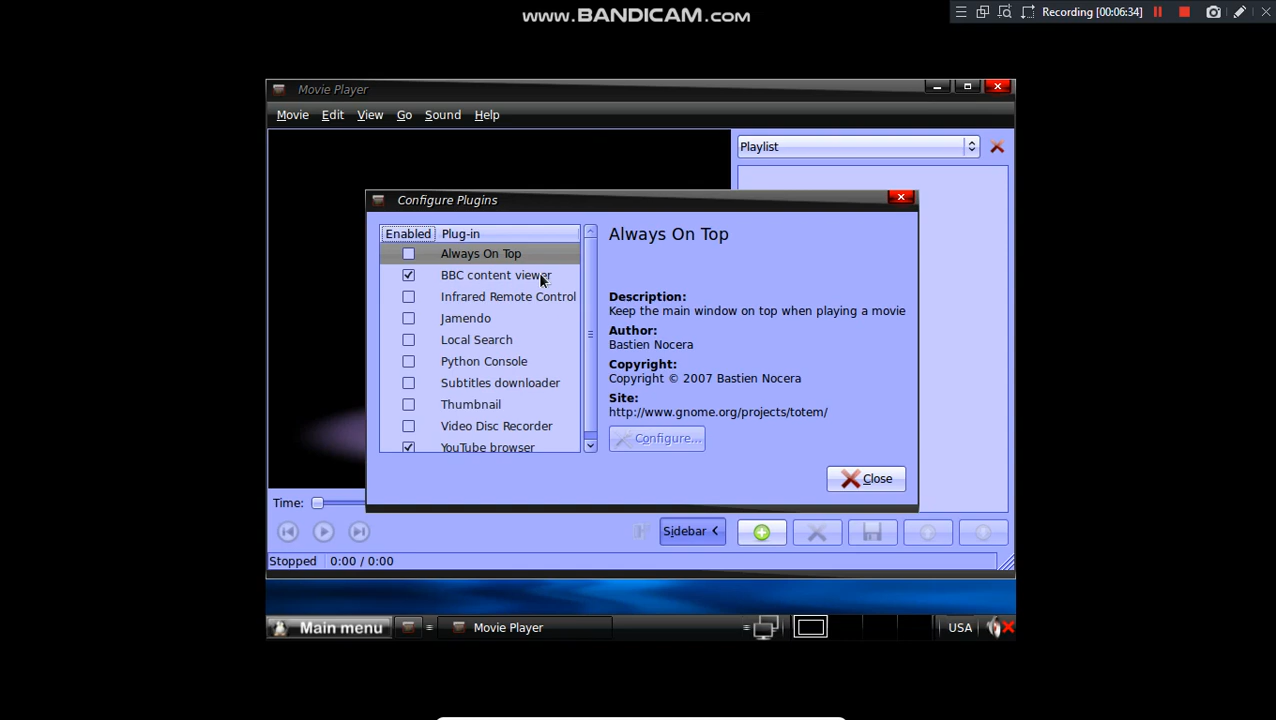 www.BANDICAM.com
Recording [00:06:34]
Movie Player
Movie Edit View Go Sound Help
Playlist
Configure Plugins
Enabled Plug-in
Always On Top
BBC content viewer
Infrared Remote Control
Jamendo
Local Search
Python Console
Subtitles downloader
Thumbnail
Video Disc Recorder
YouTube browser
Always On Top
Description:
Keep the main window on top when playing a movie
Author:
Bastien Nocera
Copyright:
Copyright © 2007 Bastien Nocera
Site:
http://www.gnome.org/projects/totem/
Configure...
Close
Time:
Sidebar
Stopped 0:00 / 0:00
Main menu Movie Player USA